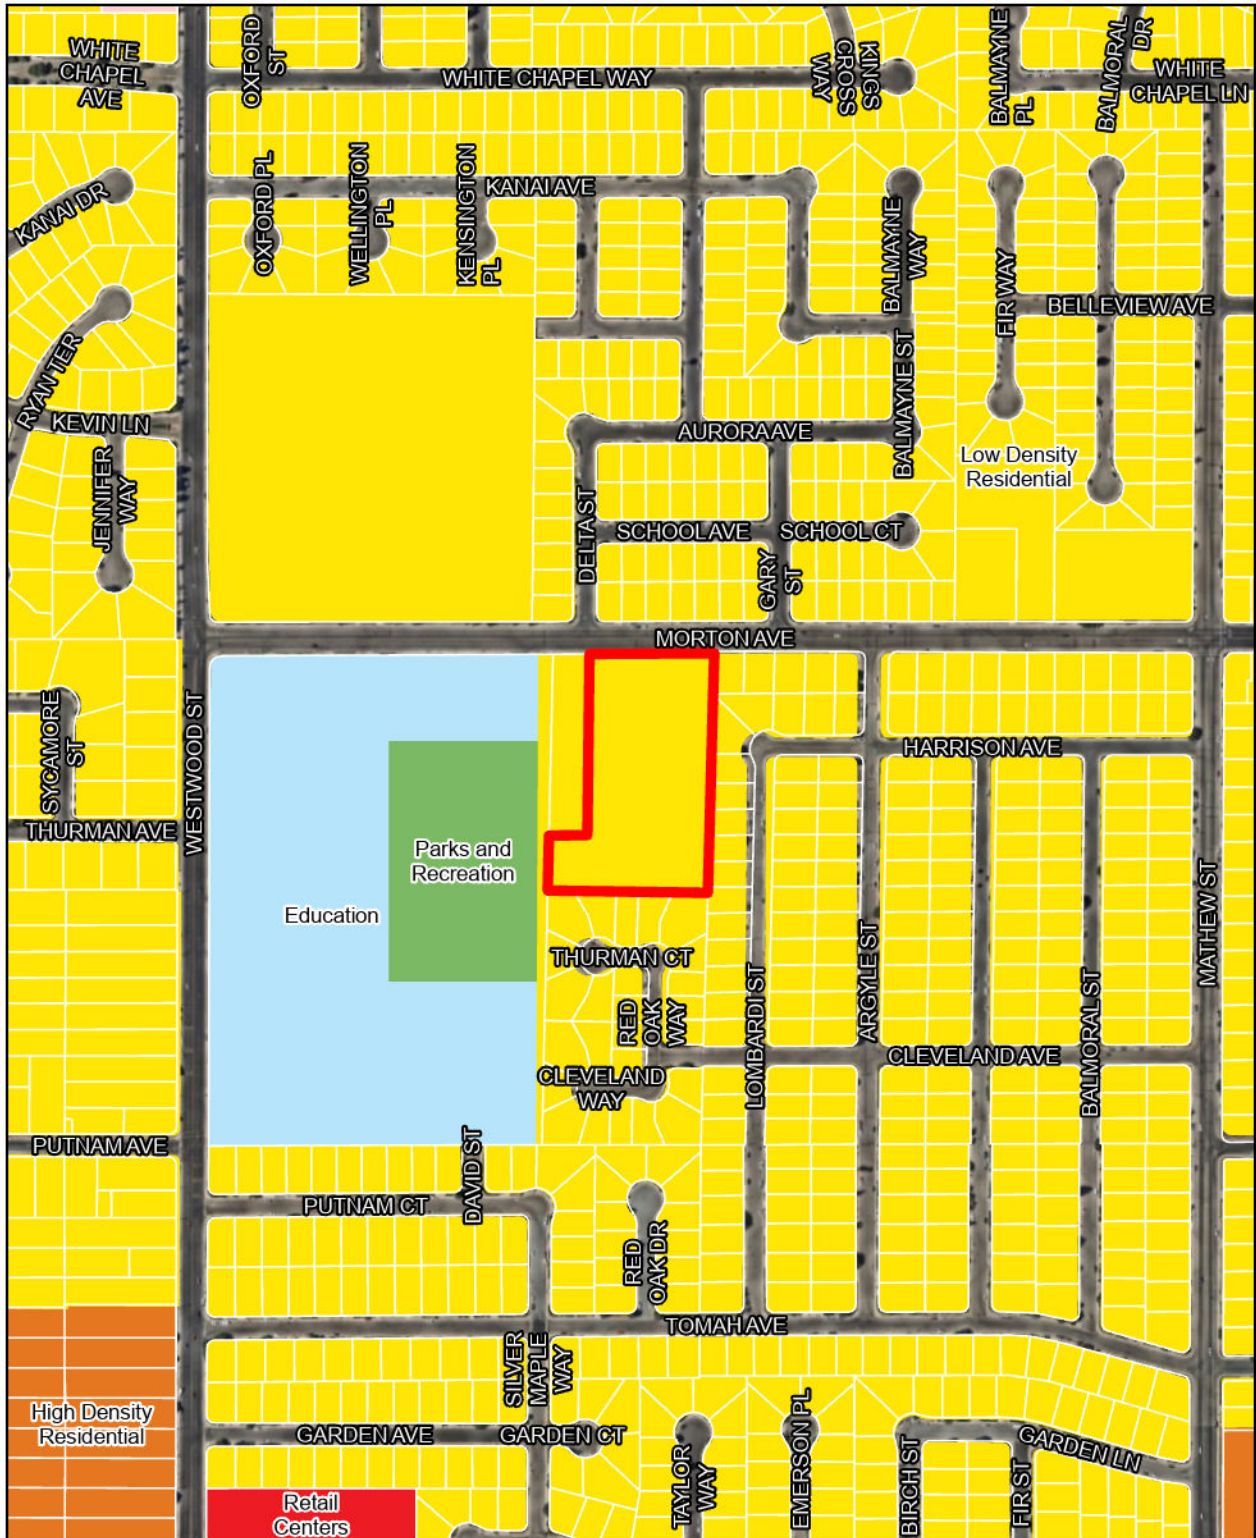 WHITE
CHAPEL
AVE
OXFORD
ST
WHITE CHAPEL WAY
KINGS
CROSS
WAY
BALMAYNE
PL
BALMORAL
DR
WHITE
CHAPEL LN
KANAI DR
OXFORD PL
WELLINGTON
PL
KENSINGTON
PL
KANAI AVE
BALMAYNE
WAY
FIR WAY
BELLEVIEW AVE
RYAN TER
KEVIN LN
JENNIFER
WAY
AURORA AVE
BALMAYNE ST
Low Density
Residential
DELTA ST
SCHOOL AVE
SCHOOL CT
GARY
ST
MORTON AVE
SYCAMORE
ST
WESTWOOD ST
HARRISON AVE
THURMAN AVE
Parks and
Recreation
Education
MATHEW ST
THURMAN CT
RED
OAK
WAY
LOMBARDI ST
ARGYLE ST
BALMORAL ST
CLEVELAND AVE
CLEVELAND
WAY
PUTNAM AVE
DAVID ST
PUTNAM CT
RED
OAK DR
TOMAH AVE
SILVER
MAPLE
WAY
High Density
Residential
GARDEN AVE
GARDEN CT
TAYLOR
WAY
EMERSON PL
BIRCH ST
FIR ST
GARDEN LN
Retail
Centers